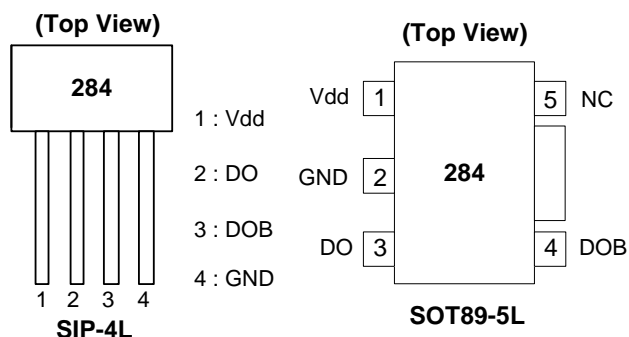 (Top View)
284
1 : Vdd
2 : DO
3 : DOB
4 : GND
1 2 3 4
SIP-4L
(Top View)
Vdd 1
5 NC
GND 2
284
DO 3
4 DOB
SOT89-5L